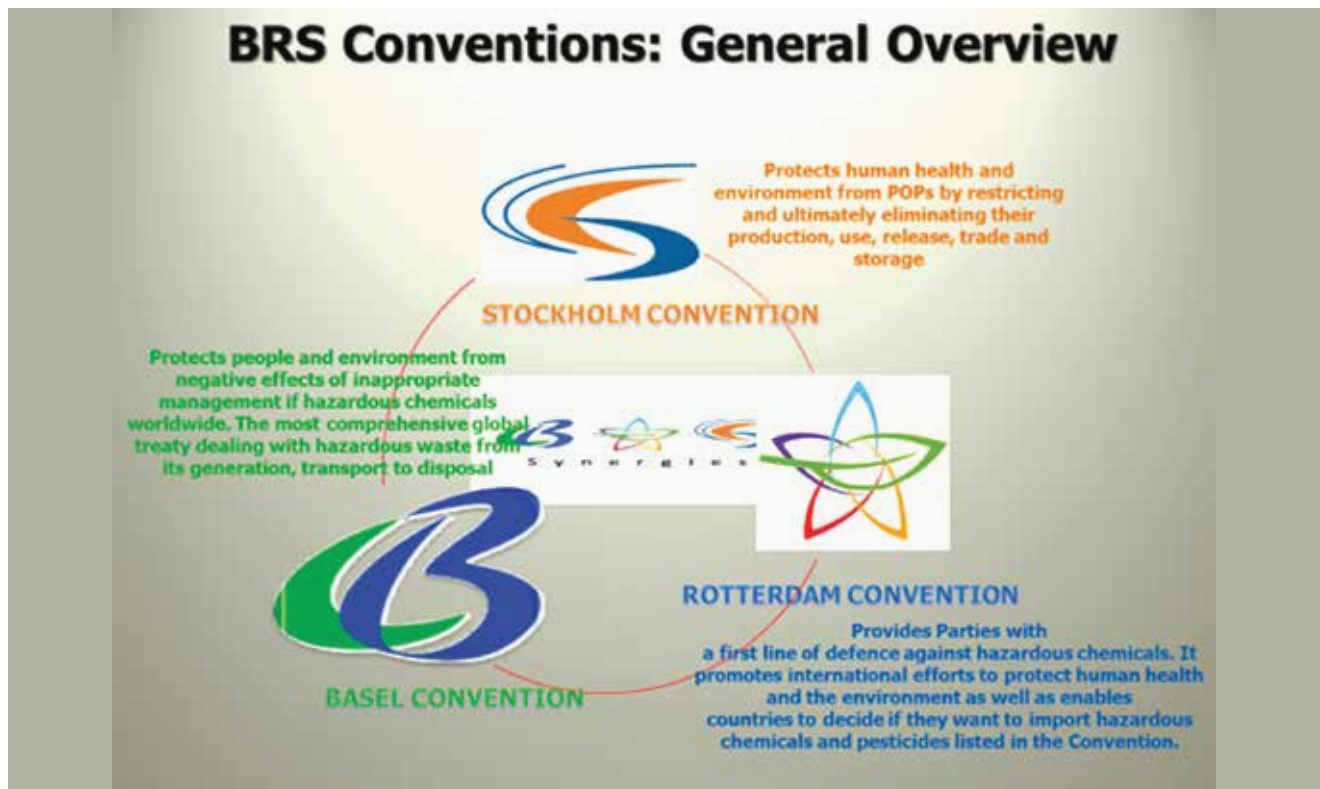 BRS Conventions: General Overview
Protects human health and
environment from POPs by restricting
and ultimately eliminating their
production, use, release, trade and
storage
STOCKHOLM CONVENTION
Protects people and environment from
negative effects of inappropriate
management if hazardous chemicals
worldwide. The most comprehensive global
treaty dealing with hazardous waste from
its generation, transport to disposal
Synergies
BASEL CONVENTION
ROTTERDAM CONVENTION
Provides Parties with
a first line of defence against hazardous chemicals. It
promotes international efforts to protect human health
and the environment as well as enables
countries to decide if they want to import hazardous
chemicals and pesticides listed in the Convention.